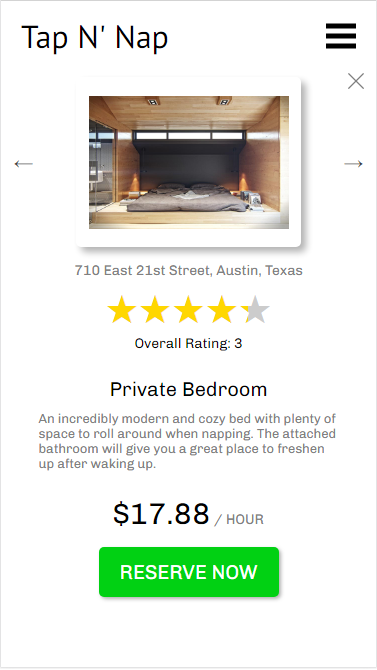 Tap N' Nap
710 East 21st Street, Austin, Texas
Overall Rating: 3
Private Bedroom
An incredibly modern and cozy bed with plenty of
space to roll around when napping. The attached
bathroom will give you a great place to freshen
up after waking up.
$17.88 / HOUR
RESERVE NOW